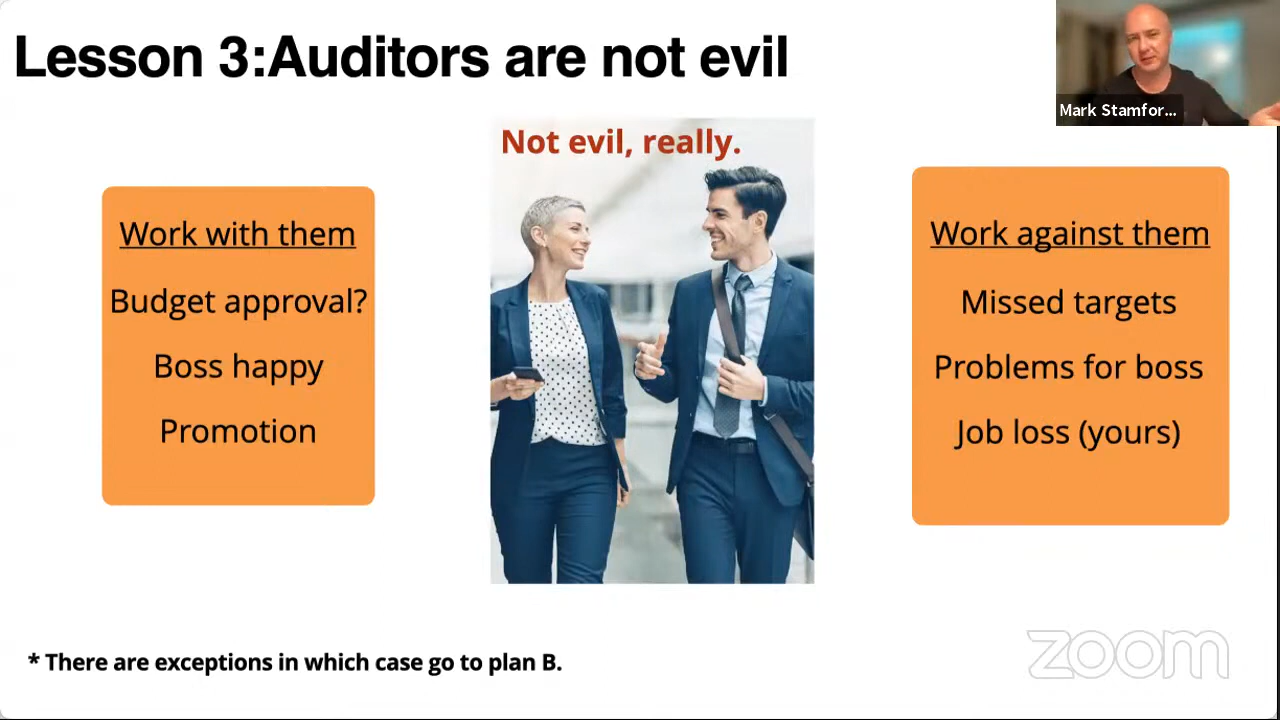 Lesson 3:Auditors are not evil
Mark Stamfor...
Not evil, really.
Work with them
Budget approval?
Boss happy
Promotion
Work against them
Missed targets
Problems for boss
Job loss (yours)
* There are exceptions in which case go to plan B.
zoom